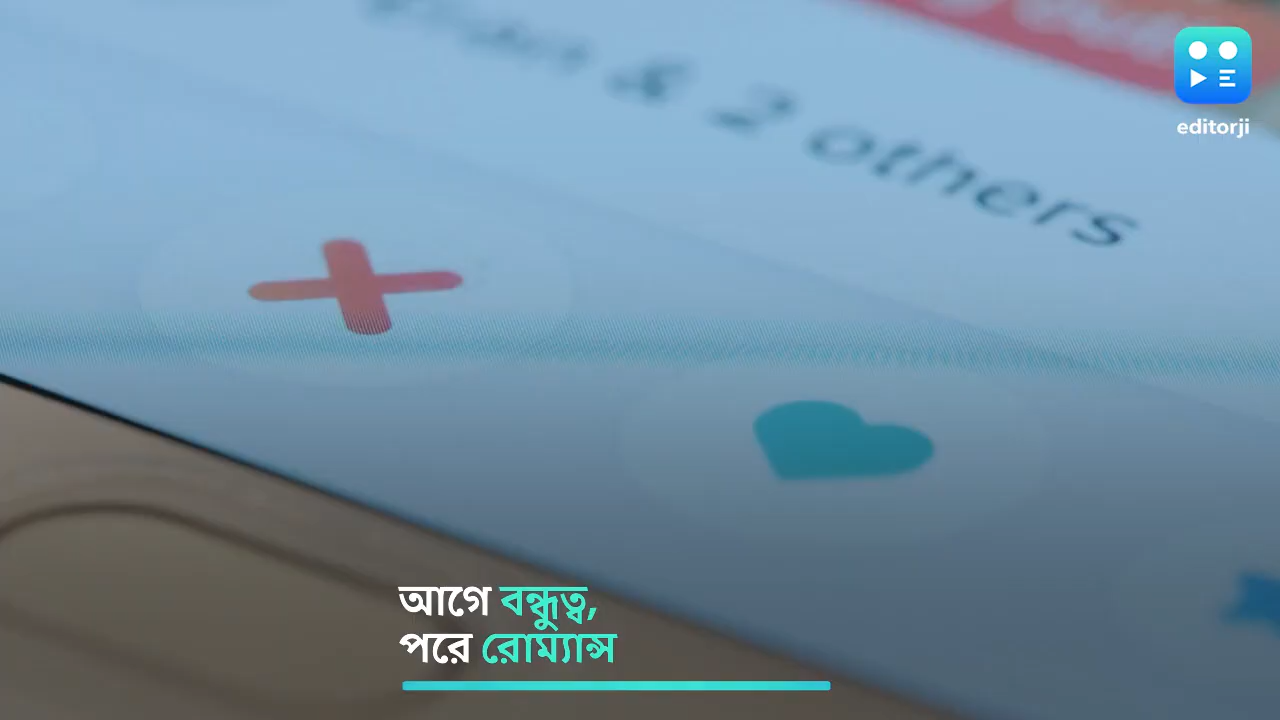 & 2 others
editorji
আগে বন্ধুত্ব,
পরে রোম্যান্স